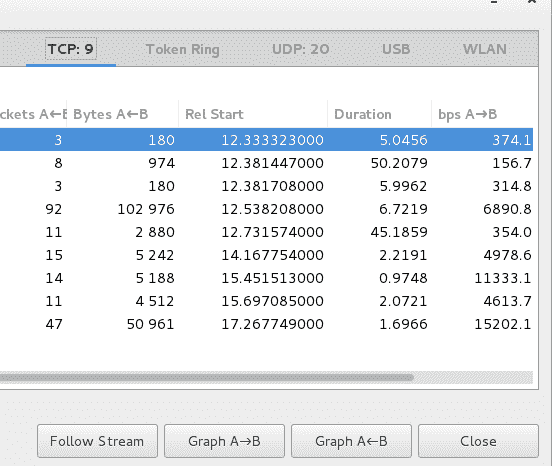 TCP: 9 Token Ring UDP: 20 USB WLAN
ckets A← Bytes A←B Rel Start Duration bps A→B
3 180 12.333323000 5.0456 374.1
8 974 12.381447000 50.2079 156.7
3 180 12.381708000 5.9962 314.8
92 102 976 12.538208000 6.7219 6890.8
11 2 880 12.731574000 45.1859 354.0
15 5 242 14.167754000 2.2191 4978.6
14 5 188 15.451513000 0.9748 11333.1
11 4 512 15.697085000 2.0721 4613.7
47 50 961 17.267749000 1.6966 15202.1
Follow Stream Graph A→B Graph A←B Close